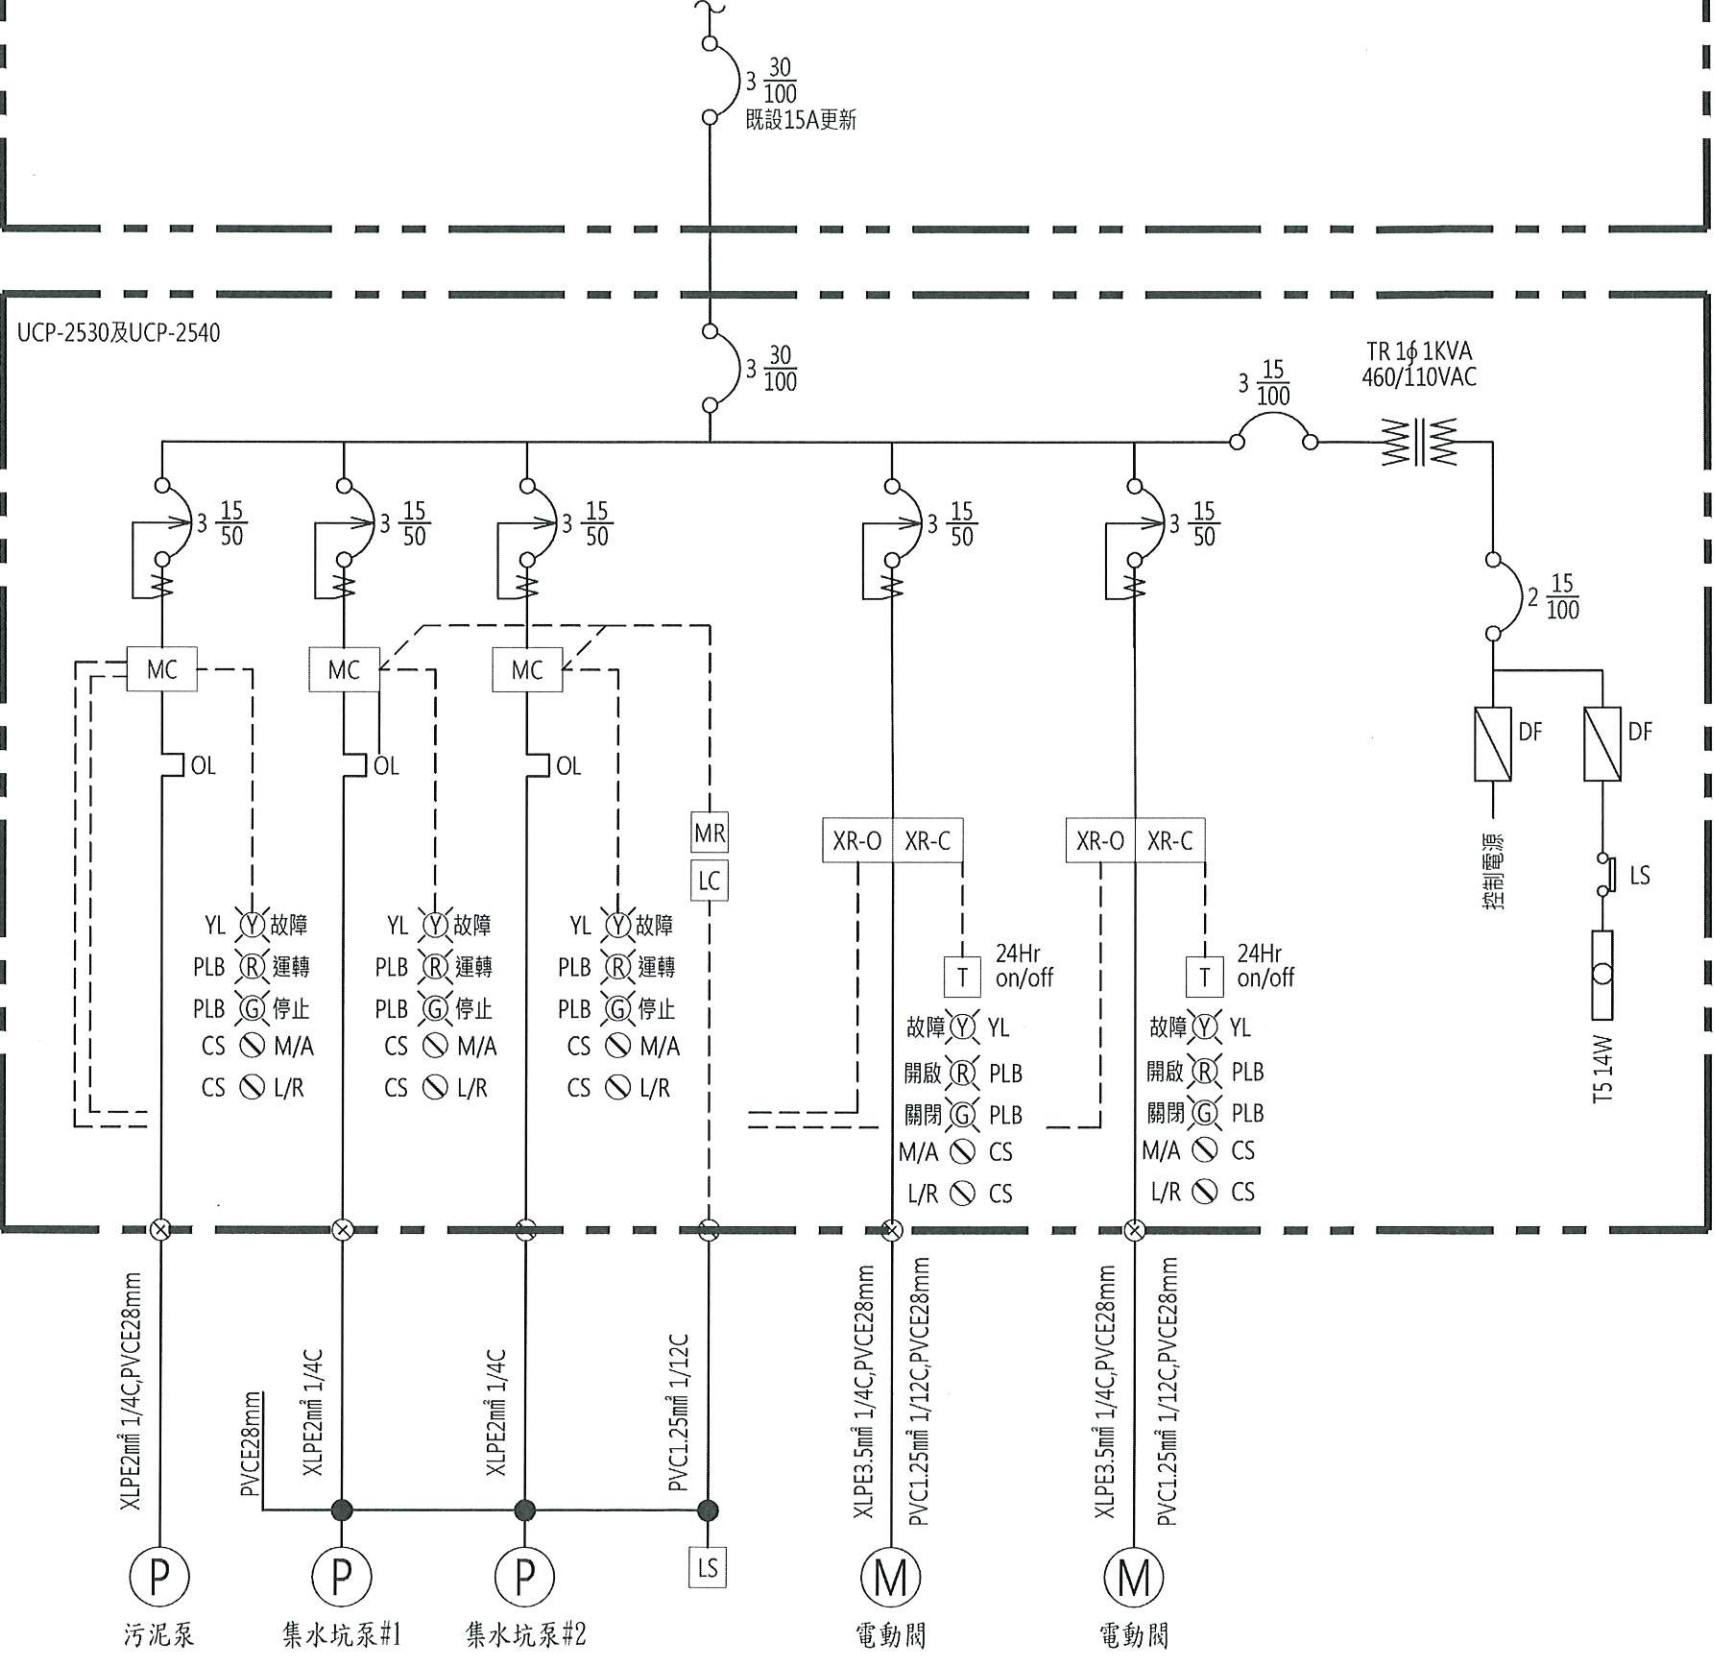 3 30/100
既設15A更新
UCP-2530及UCP-2540
3 30/100
3 15/100
TR 1∮ 1KVA
460/110VAC
3 15/50
3 15/50
3 15/50
3 15/50
3 15/50
2 15/100
MC
MC
MC
OL
OL
OL
DF
DF
MR
LC
XR-O XR-C
XR-O XR-C
控制電源
LS
T5 14W
YL Y 故障
PLB R 運轉
PLB G 停止
CS M/A
CS L/R
YL Y 故障
PLB R 運轉
PLB G 停止
CS M/A
CS L/R
YL Y 故障
PLB R 運轉
PLB G 停止
CS M/A
CS L/R
T 24Hr
on/off
故障 Y YL
開啟 R PLB
關閉 G PLB
M/A CS
L/R CS
T 24Hr
on/off
故障 Y YL
開啟 R PLB
關閉 G PLB
M/A CS
L/R CS
XLPE2mm² 1/4C,PVCE28mm
PVCE28mm
XLPE2mm² 1/4C
XLPE2mm² 1/4C
PVC1.25mm² 1/12C
XLPE3.5mm² 1/4C,PVCE28mm
PVC1.25mm² 1/12C,PVCE28mm
XLPE3.5mm² 1/4C,PVCE28mm
PVC1.25mm² 1/12C,PVCE28mm
P
P
P
LS
M
M
污泥泵
集水坑泵#1
集水坑泵#2
電動閥
電動閥